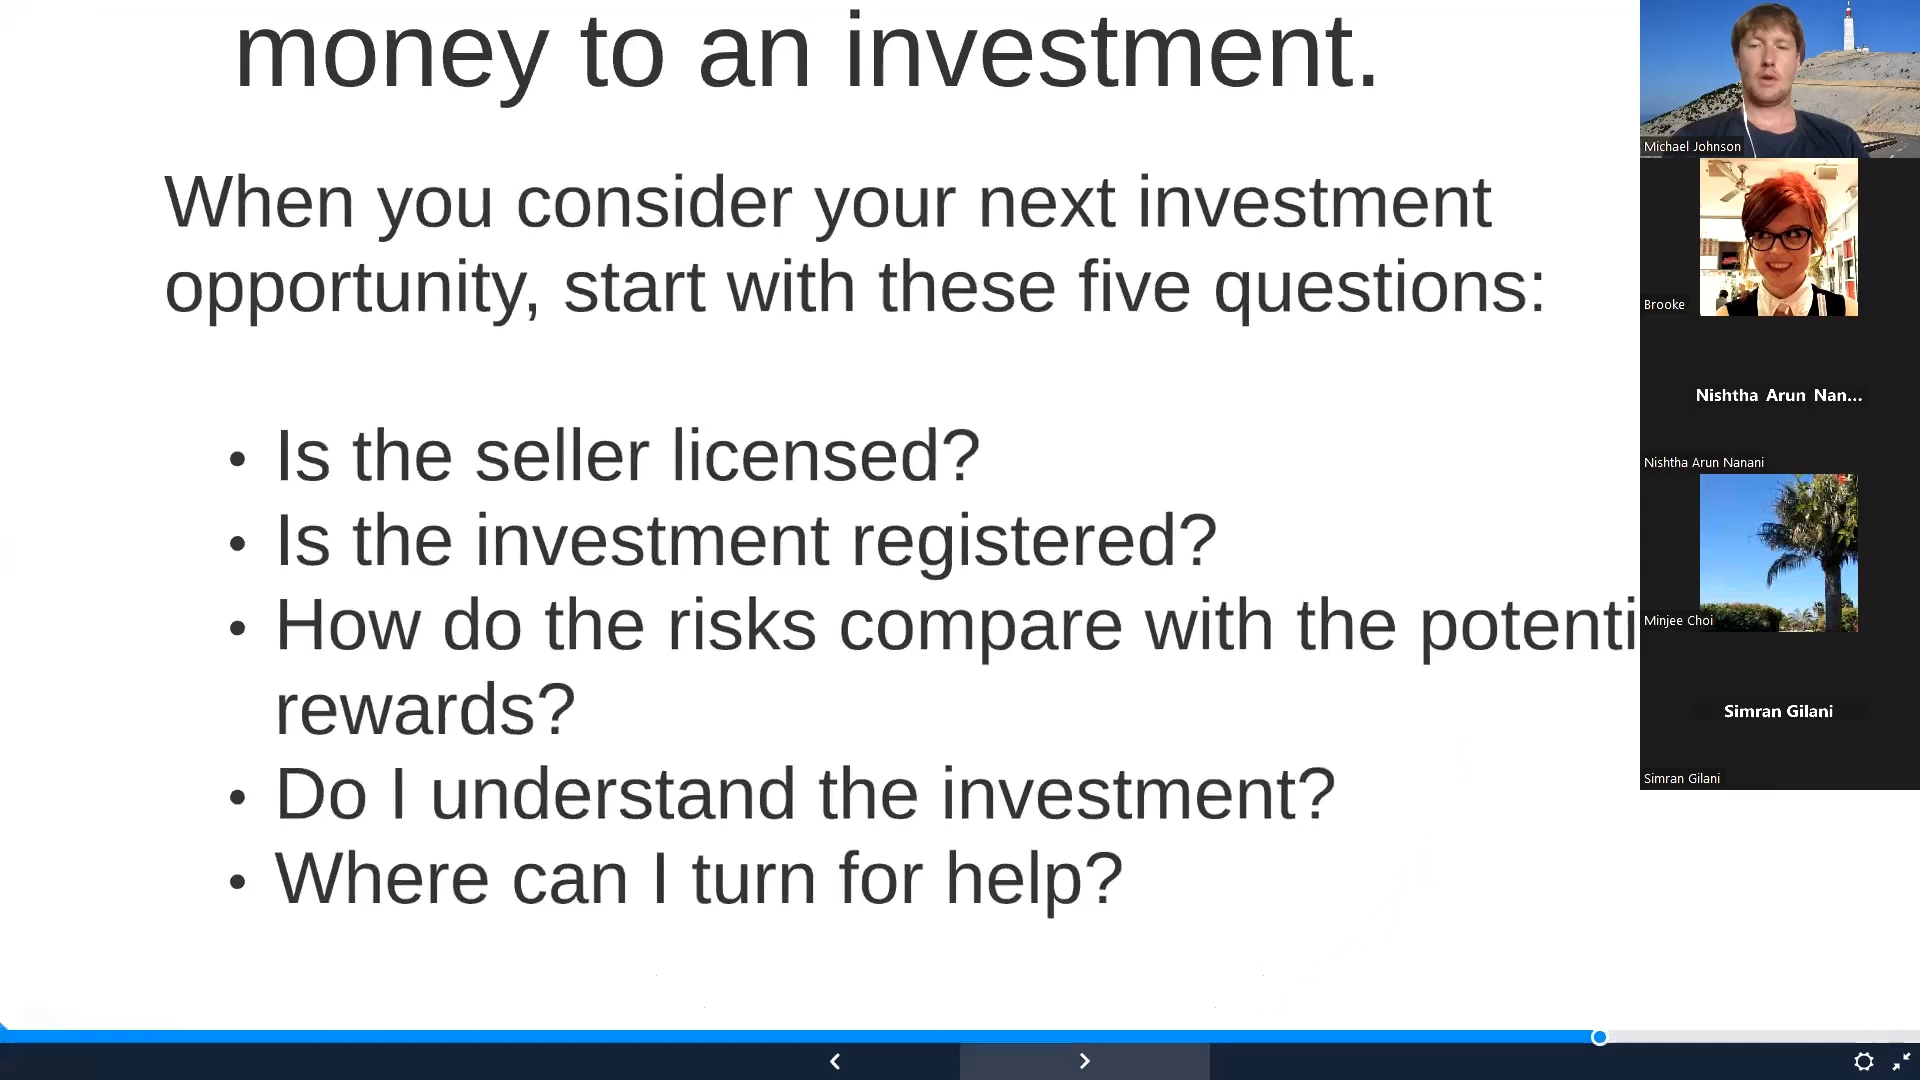 money to an investment.
When you consider your next investment
opportunity, start with these five questions:
• Is the seller licensed?
• Is the investment registered?
• How do the risks compare with the potenti
rewards?
• Do I understand the investment?
• Where can I turn for help?
Michael Johnson
Brooke
Nishtha Arun Nan...
Nishtha Arun Nanani
Minjee Choi
Simran Gilani
Simran Gilani